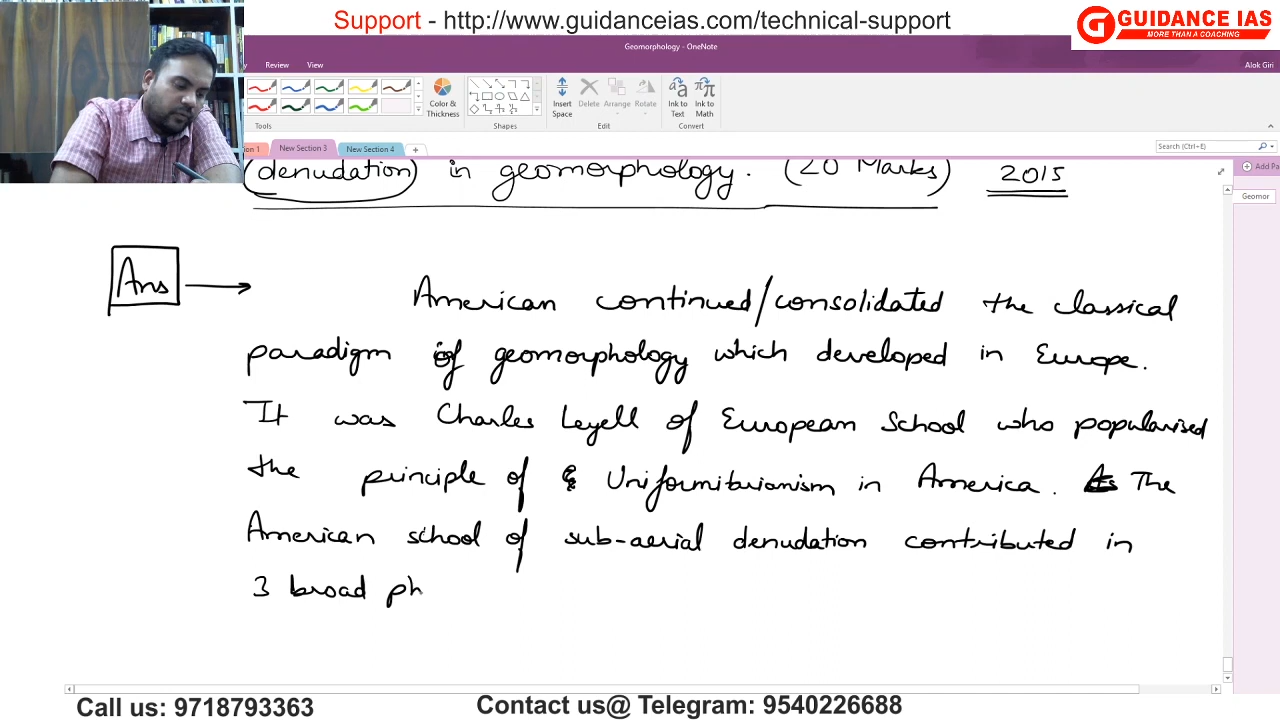 Support - http://www.guidanceias.com/technical-support
GUIDANCE IAS
MORE THAN A COACHING
Geomorphology - OneNote
Review View
Alok Giri
Color &
Thickness
Insert
Space
Delete Arrange Rotate
Ink to
Text
Ink to
Math
Tools Shapes Edit Convert
ion 1 New Section 3 New Section 4
Search (Ctrl+E)
Add Pa
Geomor
denudation in geomorphology. (20 Marks) 2015
Ans
American continued/consolidated the classical
paradigm of geomorphology which developed in Europe.
It was Charles Leyell of European School who popularised
the principle of Uniformitarianism in America. The
American school of sub-aerial denudation contributed in
3 broad ph
Call us: 9718793363
Contact us@ Telegram: 9540226688